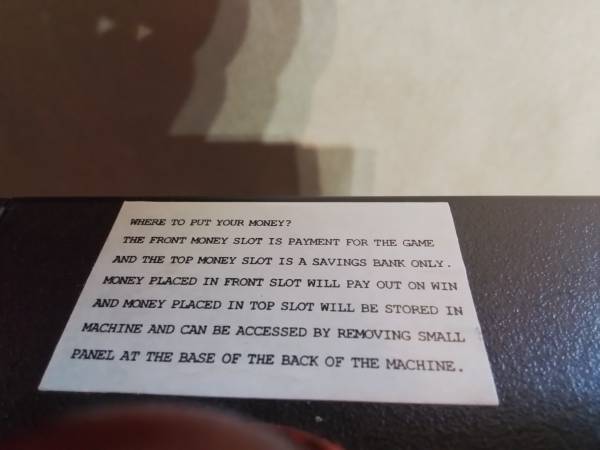 WHERE TO PUT YOUR MONEY?
THE FRONT MONEY SLOT IS PAYMENT FOR THE GAME
AND THE TOP MONEY SLOT IS A SAVINGS BANK ONLY.
MONEY PLACED IN FRONT SLOT WILL PAY OUT ON WIN
AND MONEY PLACED IN TOP SLOT WILL BE STORED IN
MACHINE AND CAN BE ACCESSED BY REMOVING SMALL
PANEL AT THE BASE OF THE BACK OF THE MACHINE.